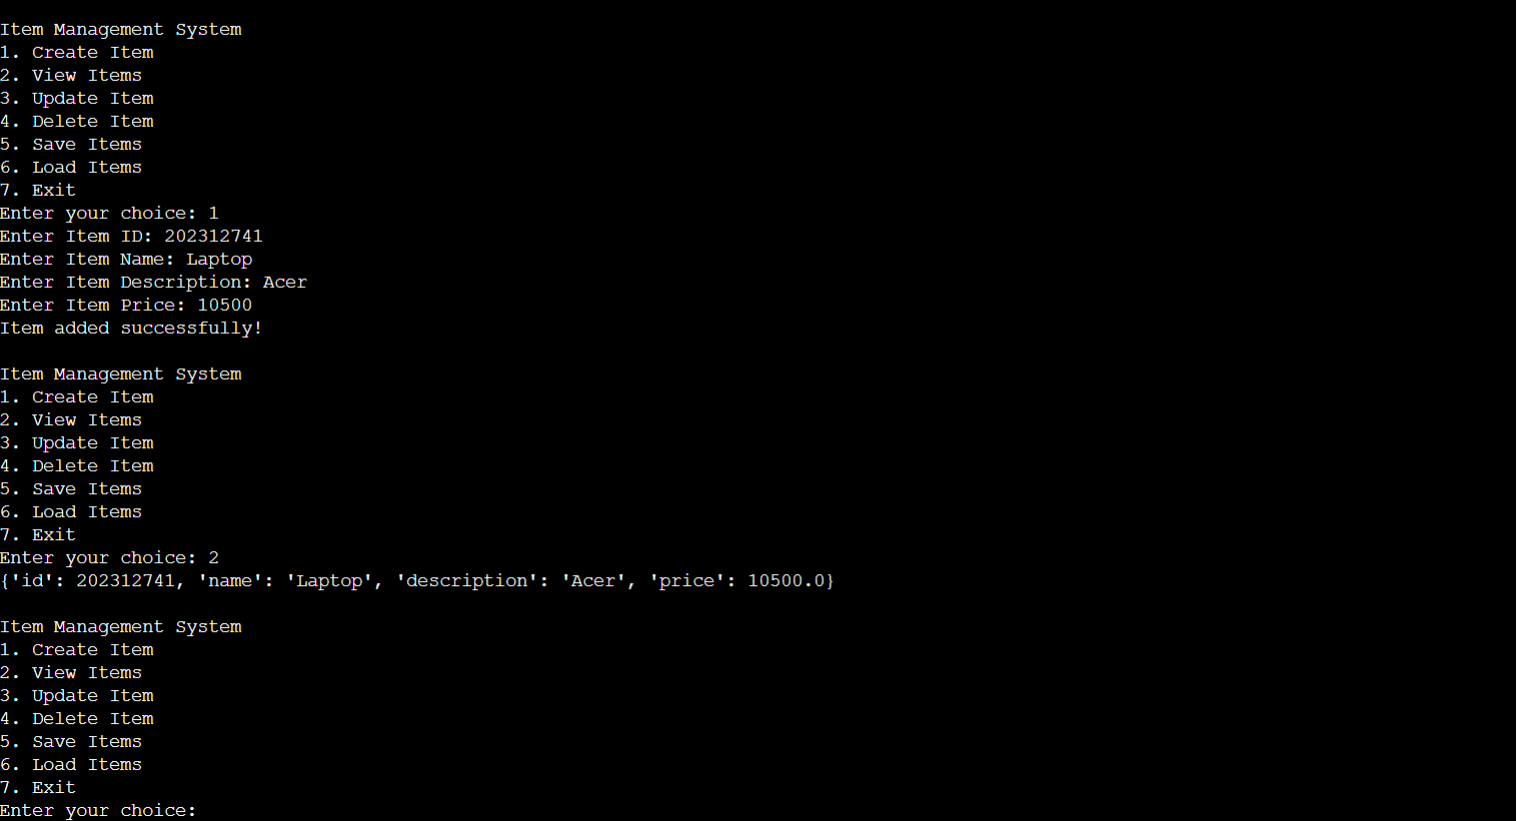 Item Management System
1. Create Item
2. View Items
3. Update Item
4. Delete Item
5. Save Items
6. Load Items
7. Exit
Enter your choice: 1
Enter Item ID: 202312741
Enter Item Name: Laptop
Enter Item Description: Acer
Enter Item Price: 10500
Item added successfully!
Item Management System
1. Create Item
2. View Items
3. Update Item
4. Delete Item
5. Save Items
6. Load Items
7. Exit
Enter your choice: 2
{'id': 202312741, 'name': 'Laptop', 'description': 'Acer', 'price': 10500.0}
Item Management System
1. Create Item
2. View Items
3. Update Item
4. Delete Item
5. Save Items
6. Load Items
7. Exit
Enter your choice: